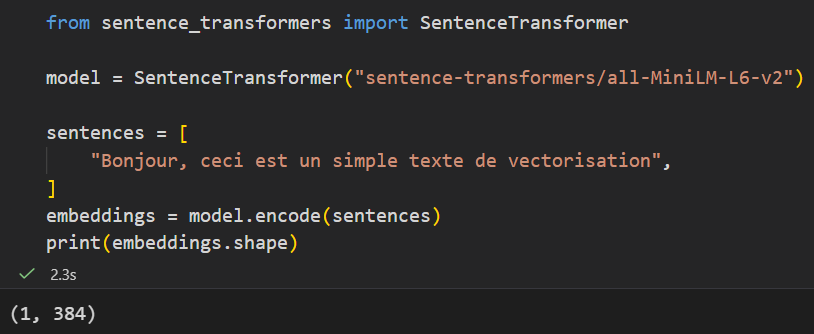 from sentence_transformers import SentenceTransformer
model = SentenceTransformer("sentence-transformers/all-MiniLM-L6-v2")
sentences = [
    "Bonjour, ceci est un simple texte de vectorisation",
]
embeddings = model.encode(sentences)
print(embeddings.shape)
2.3s
(1, 384)